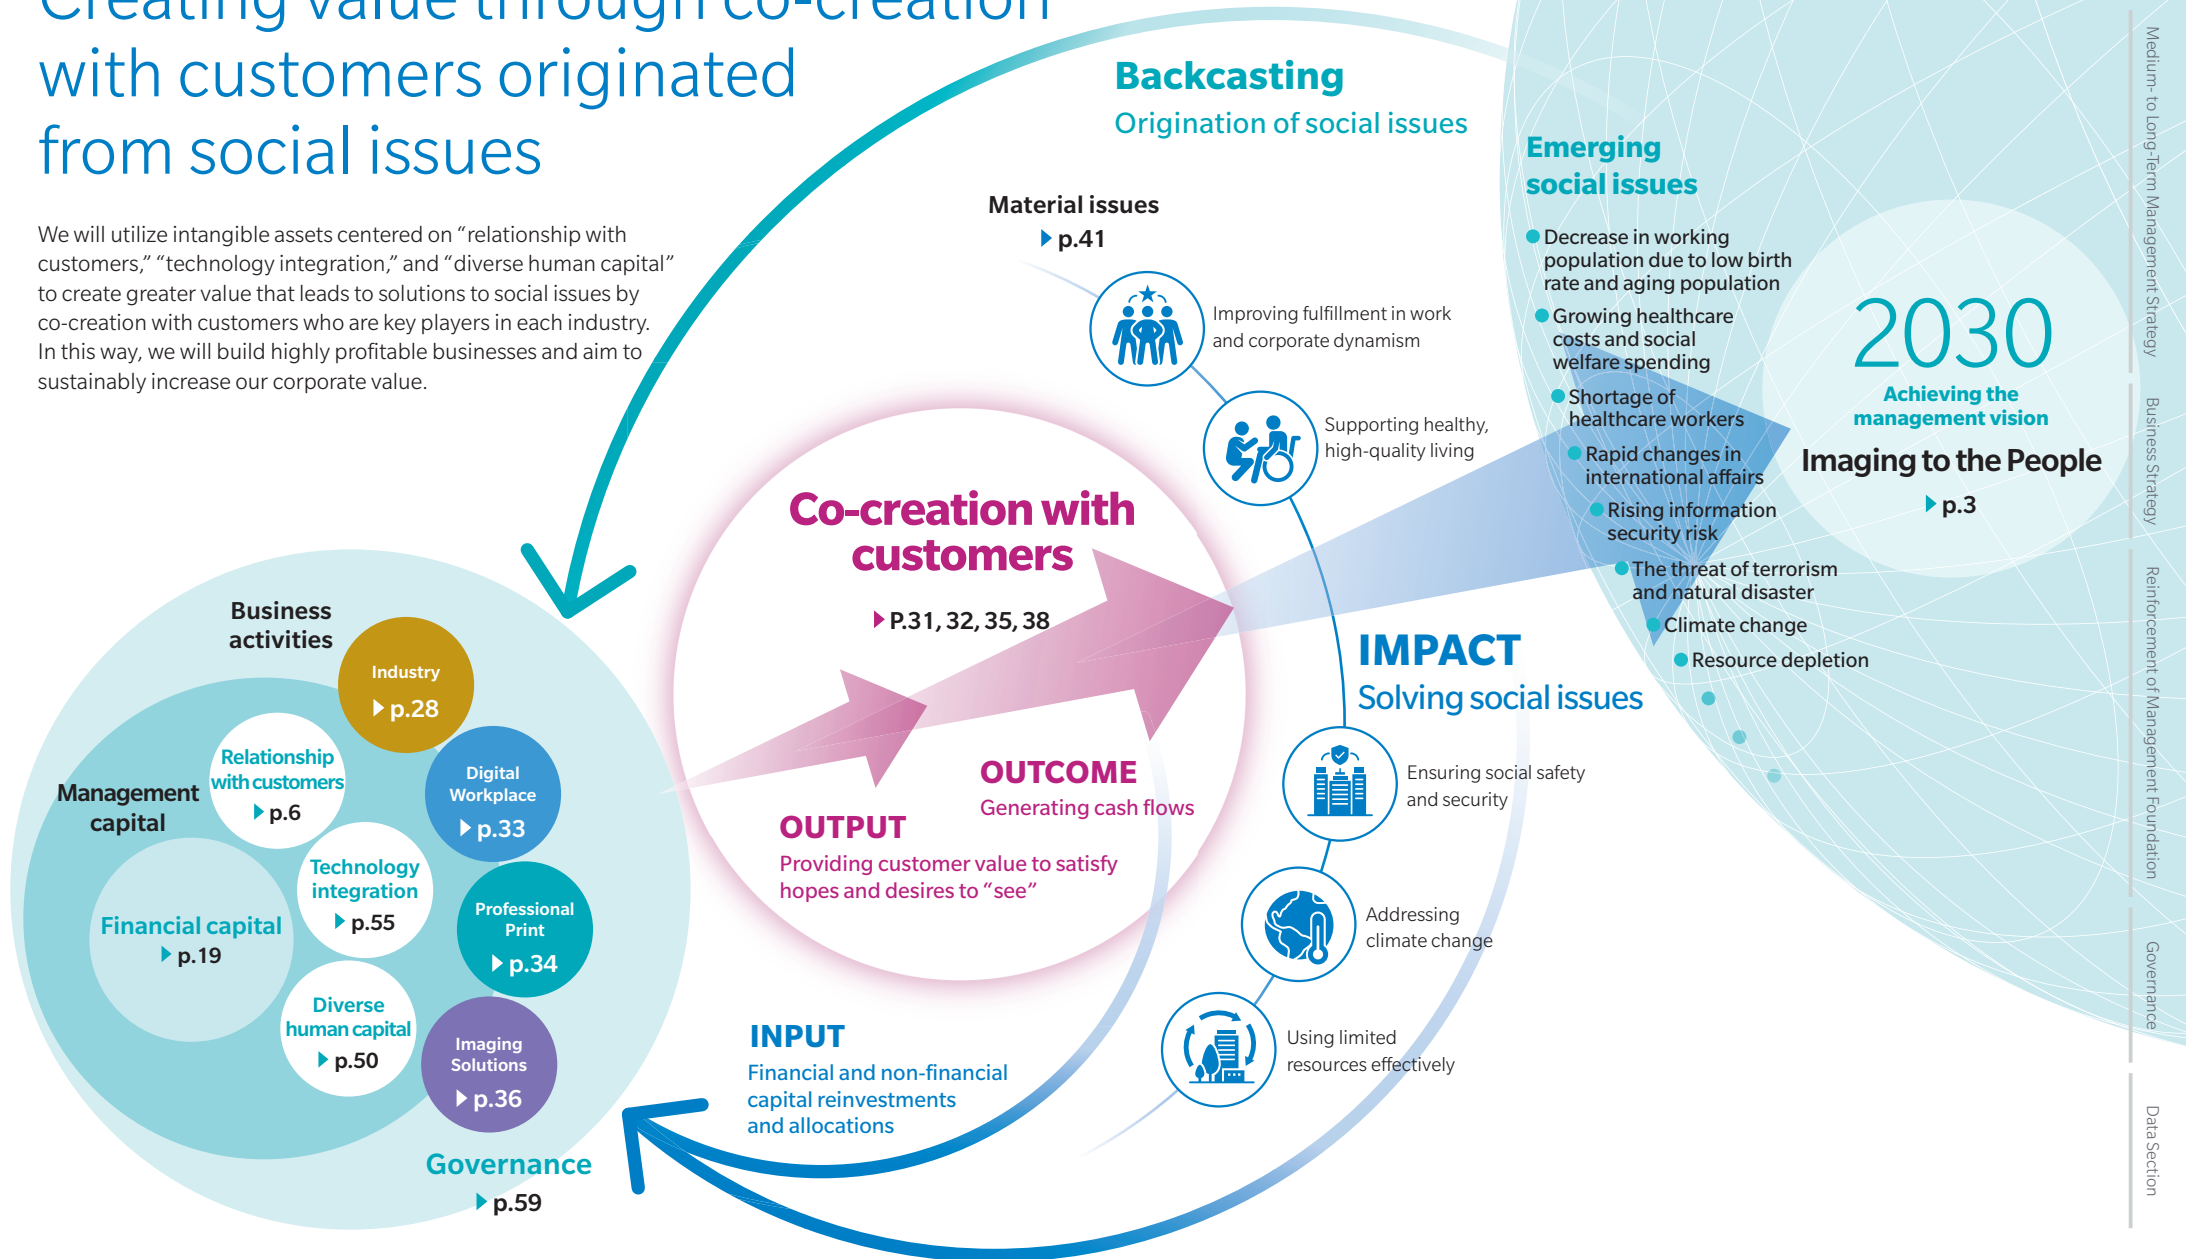 Creating value through co-creation
with customers originated
from social issues
We will utilize intangible assets centered on “relationship with
customers,” “technology integration,” and “diverse human capital”
to create greater value that leads to solutions to social issues by
co-creation with customers who are key players in each industry.
In this way, we will build highly profitable businesses and aim to
sustainably increase our corporate value.
Backcasting
Origination of social issues
Material issues
p.41
Improving fulfillment in work
and corporate dynamism
Supporting healthy,
high-quality living
Emerging
social issues
Decrease in working
population due to low birth
rate and aging population
Growing healthcare
costs and social
welfare spending
Shortage of
healthcare workers
Rapid changes in
international affairs
Rising information
security risk
The threat of terrorism
and natural disaster
Climate change
Resource depletion
2030
Achieving the
management vision
Imaging to the People
p.3
Co-creation with
customers
P.31, 32, 35, 38
IMPACT
Solving social issues
OUTCOME
Generating cash flows
OUTPUT
Providing customer value to satisfy
hopes and desires to “see”
Ensuring social safety
and security
Addressing
climate change
Using limited
resources effectively
INPUT
Financial and non-financial
capital reinvestments
and allocations
Business
activities
Industry
p.28
Digital
Workplace
p.33
Professional
Print
p.34
Imaging
Solutions
p.36
Management
capital
Relationship
with customers
p.6
Technology
integration
p.55
Financial capital
p.19
Diverse
human capital
p.50
Governance
p.59
Medium- to Long-Term Management Strategy
Business Strategy
Reinforcement of Management Foundation
Governance
Data Section